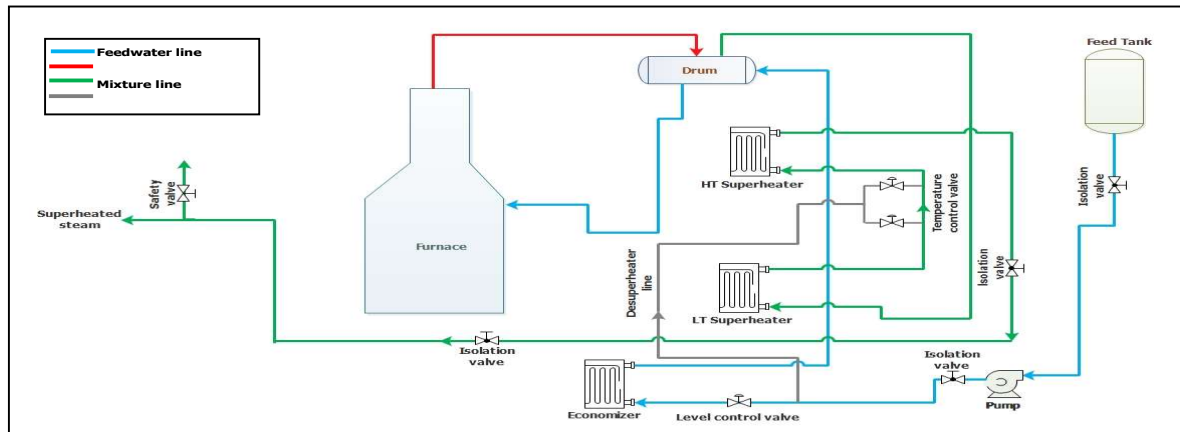 Feedwater line
Mixture line
Drum
Feed Tank
Isolation
valve
HT Superheater
Temperature
control valve
Safety
valve
Superheated
steam
Furnace
Desuperheater
line
Isolation
valve
LT Superheater
Isolation
valve
Isolation
valve
Economizer
Level control valve
Pump